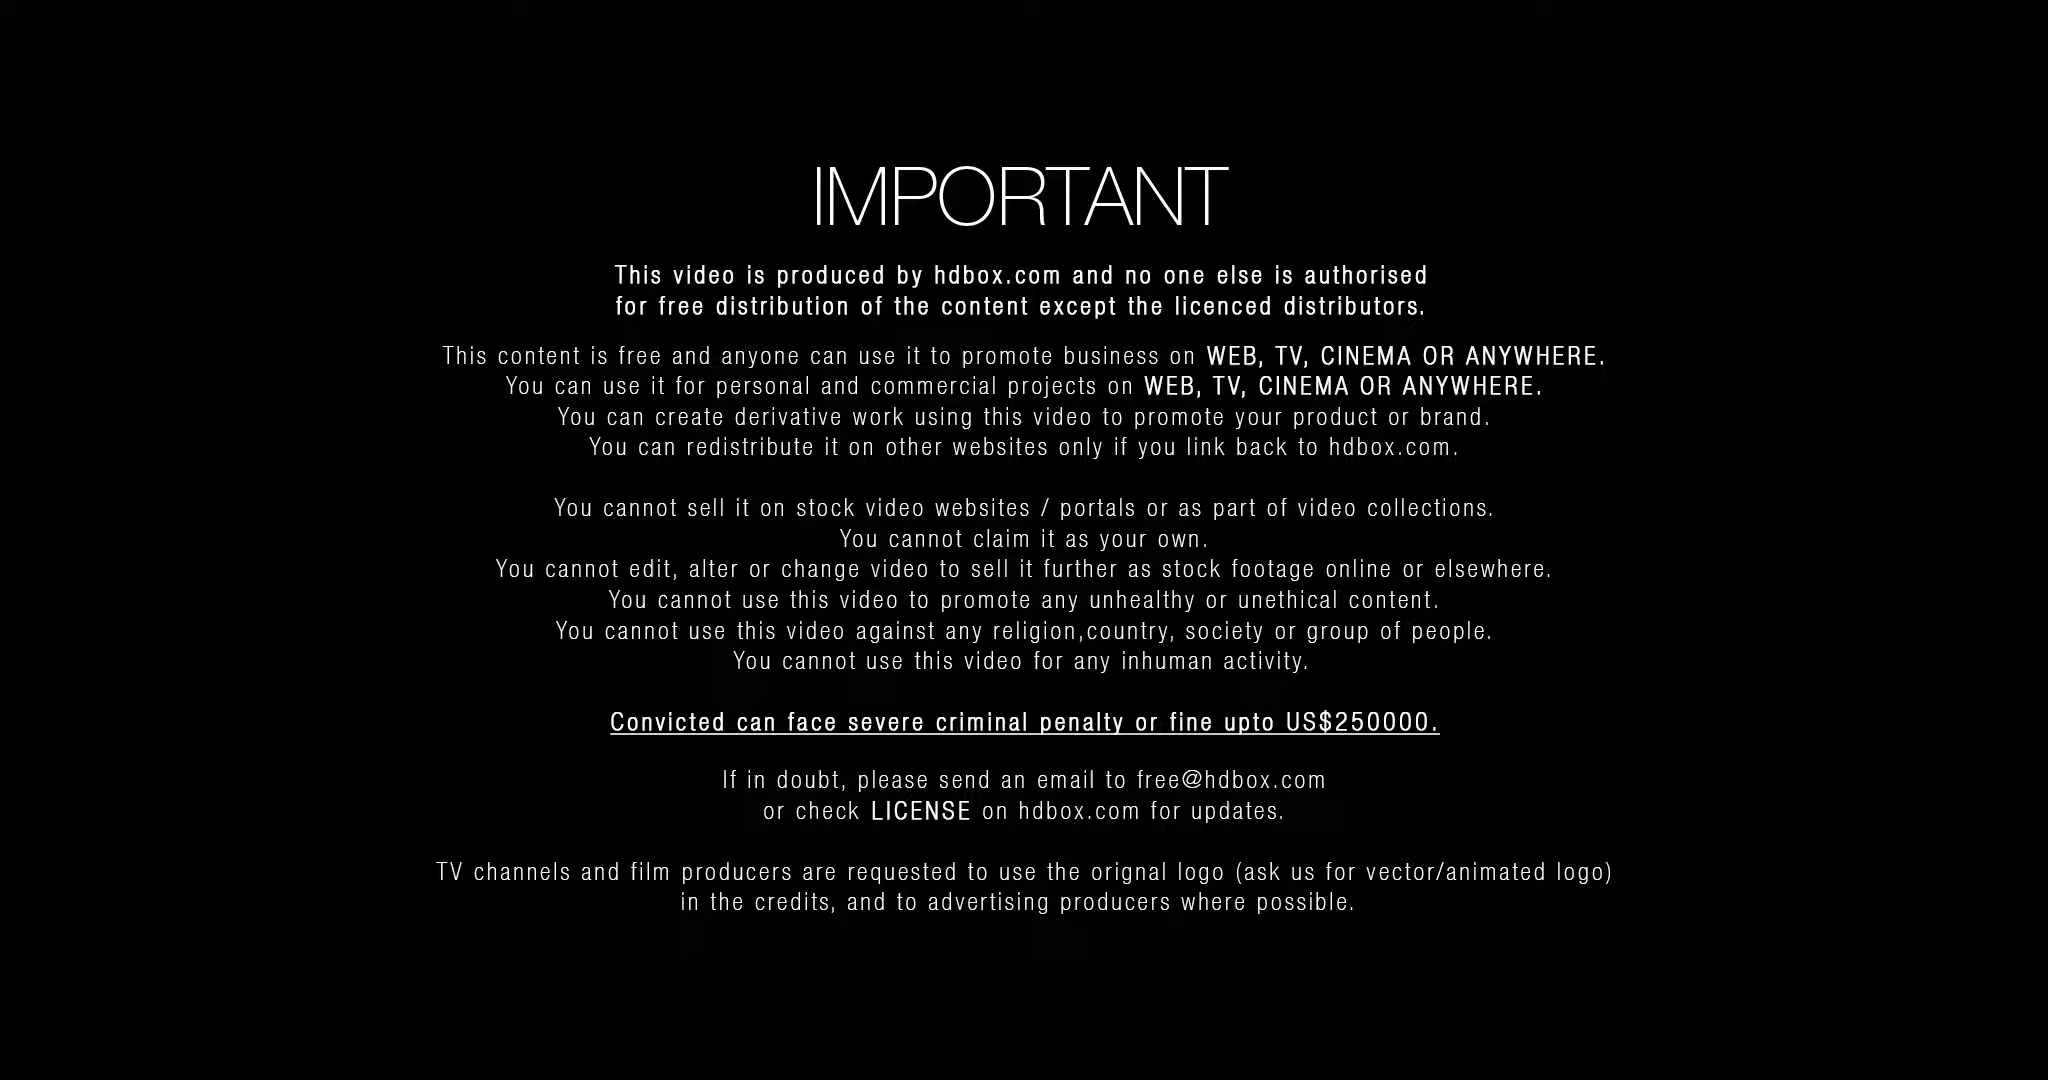 IMPORTANT
This video is produced by hdbox.com and no one else is authorised
for free distribution of the content except the licenced distributors.
This content is free and anyone can use it to promote business on WEB, TV, CINEMA OR ANYWHERE.
You can use it for personal and commercial projects on WEB, TV, CINEMA OR ANYWHERE.
You can create derivative work using this video to promote your product or brand.
You can redistribute it on other websites only if you link back to hdbox.com.
You cannot sell it on stock video websites / portals or as part of video collections.
You cannot claim it as your own.
You cannot edit, alter or change video to sell it further as stock footage online or elsewhere.
You cannot use this video to promote any unhealthy or unethical content.
You cannot use this video against any religion,country, society or group of people.
You cannot use this video for any inhuman activity.
Convicted can face severe criminal penalty or fine upto US$250000.
If in doubt, please send an email to free@hdbox.com
or check LICENSE on hdbox.com for updates.
TV channels and film producers are requested to use the orignal logo (ask us for vector/animated logo)
in the credits, and to advertising producers where possible.